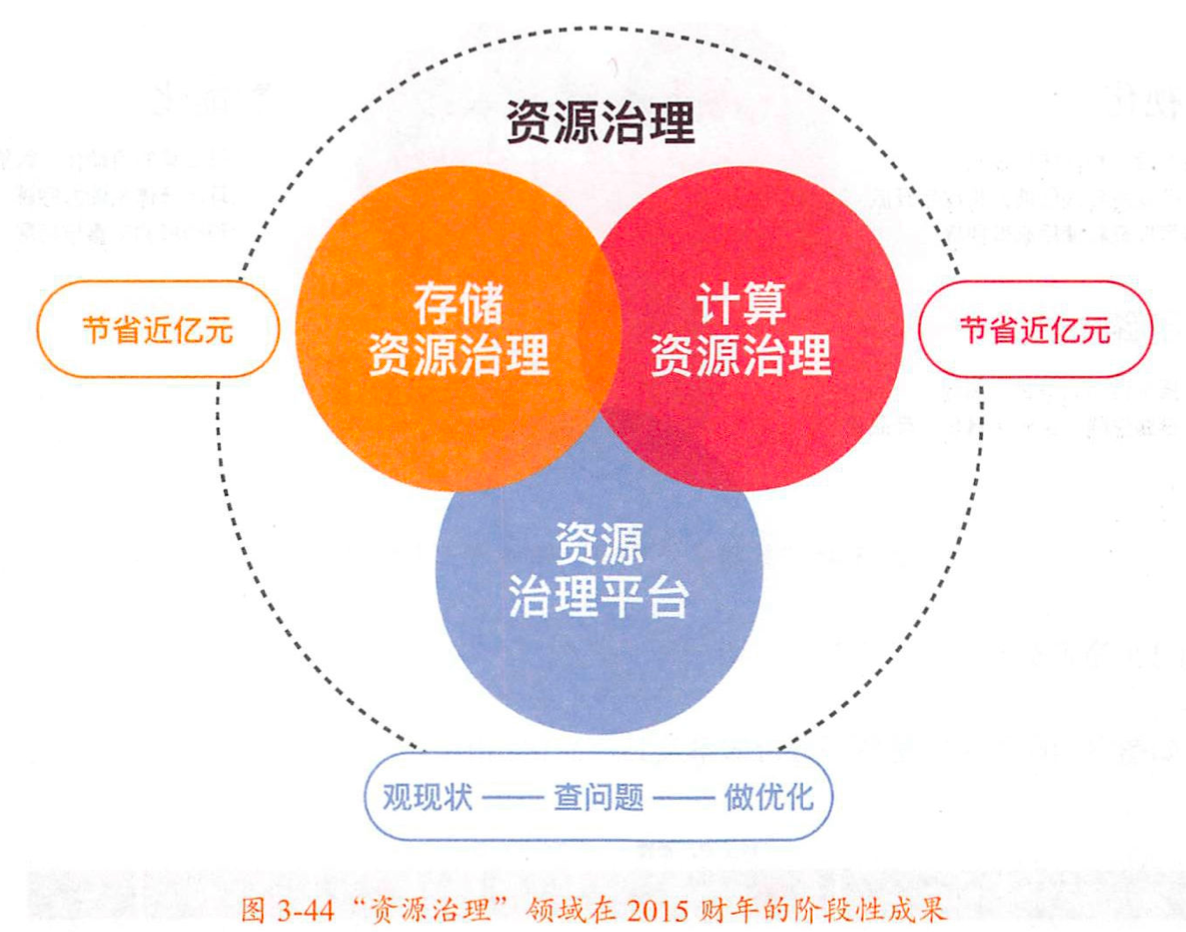 资源治理
存储
资源治理
计算
资源治理
节省近亿元
节省近亿元
资源
治理平台
观现状 —— 查问题 —— 做优化
图 3-44 “资源治理”领域在 2015 财年的阶段性成果